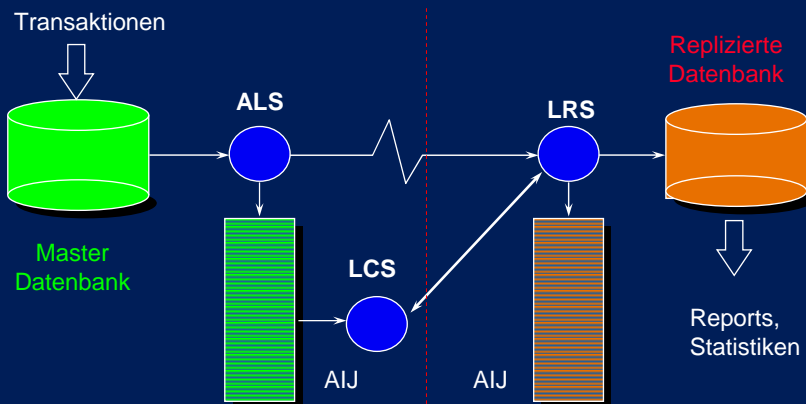 Transaktionen
Replizierte
Datenbank
ALS
LRS
Master
Datenbank
LCS
Reports,
Statistiken
AIJ
AIJ